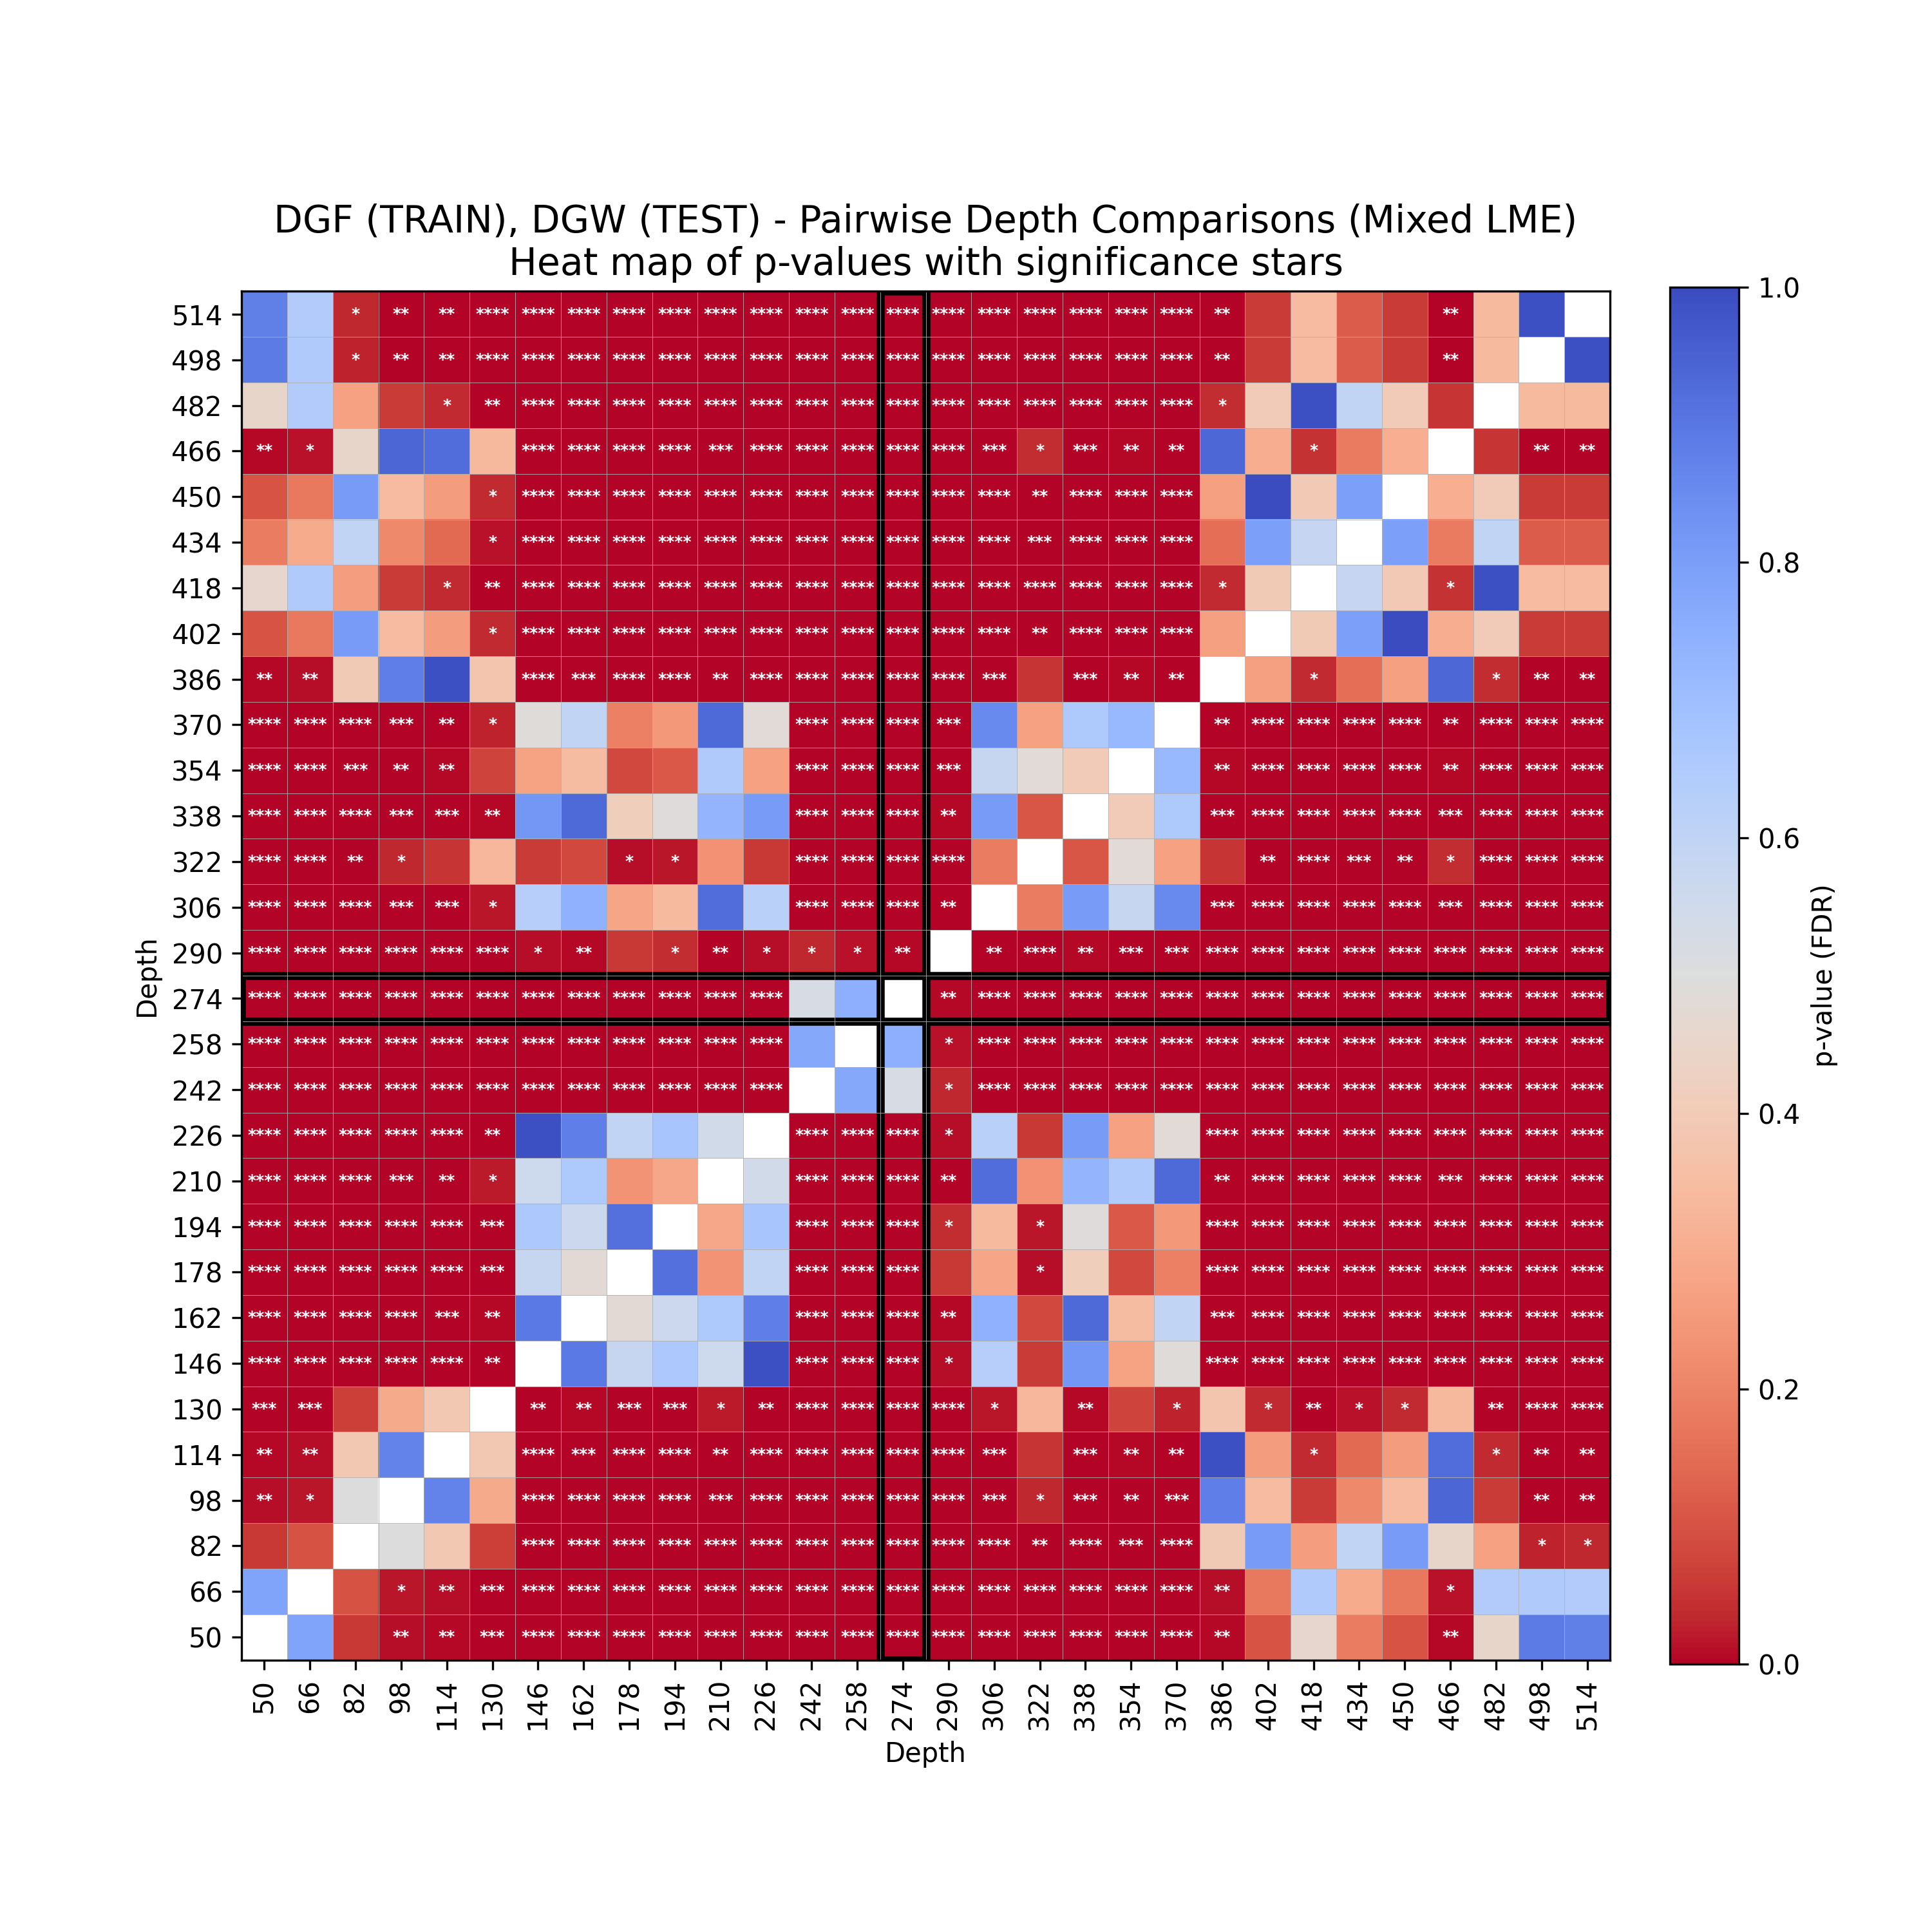 DGF (TRAIN), DGW (TEST) - Pairwise Depth Comparisons (Mixed LME)
Heat map of p-values with significance stars
Depth
514 * ** ** **** **** **** **** **** **** **** **** **** **** **** **** **** **** **** **** ** **
498 * ** ** **** **** **** **** **** **** **** **** **** **** **** **** **** **** **** **** ** **
482 * ** **** **** **** **** **** **** **** **** **** **** **** **** **** **** **** *
466 ** * **** **** **** **** *** **** **** **** **** **** *** * *** ** ** * ** **
450 * **** **** **** **** **** **** **** **** **** **** **** ** **** **** ****
434 * **** **** **** **** **** **** **** **** **** **** **** *** **** **** ****
418 * ** **** **** **** **** **** **** **** **** **** **** **** **** **** **** **** * *
402 * **** **** **** **** **** **** **** **** **** **** **** ** **** **** ****
386 ** ** **** *** **** **** ** **** **** **** **** **** *** *** ** ** * * ** **
370 **** **** **** *** ** * **** **** **** *** ** **** **** **** **** ** **** **** ****
354 **** **** *** ** ** **** **** **** *** ** **** **** **** **** ** **** **** ****
338 **** **** **** *** *** ** **** **** **** ** *** **** **** **** **** *** **** **** ****
322 **** **** ** * * * **** **** **** **** ** **** *** ** * **** **** ****
306 **** **** **** *** *** * **** **** **** ** *** **** **** **** **** *** **** **** ****
290 **** **** **** **** **** **** * ** * ** * * * ** ** **** ** *** *** **** **** **** **** **** **** **** **** ****
274 **** **** **** **** **** **** **** **** **** **** **** **** ** **** **** **** **** **** **** **** **** **** **** **** **** **** ****
258 **** **** **** **** **** **** **** **** **** **** **** **** * **** **** **** **** **** **** **** **** **** **** **** **** **** ****
242 **** **** **** **** **** **** **** **** **** **** **** **** * **** **** **** **** **** **** **** **** **** **** **** **** **** ****
226 **** **** **** **** **** ** **** **** **** * **** **** **** **** **** **** **** **** ****
210 **** **** **** *** ** * **** **** **** ** ** **** **** **** **** *** **** **** ****
194 **** **** **** **** **** *** **** **** **** * * **** **** **** **** **** **** **** **** ****
178 **** **** **** **** **** *** **** **** **** * **** **** **** **** **** **** **** **** ****
162 **** **** **** **** *** ** **** **** **** ** *** **** **** **** **** **** **** **** ****
146 **** **** **** **** **** ** **** **** **** * **** **** **** **** **** **** **** **** ****
130 *** *** ** ** *** *** * ** **** **** **** **** * ** * * ** * * ** **** ****
114 ** ** **** *** **** **** ** **** **** **** **** **** *** *** ** ** * * ** **
98 ** * **** **** **** **** *** **** **** **** **** **** *** * *** ** *** ** **
82 **** **** **** **** **** **** **** **** **** **** **** ** **** *** **** * *
66 * ** *** **** **** **** **** **** **** **** **** **** **** **** **** **** **** **** ** *
50 ** ** *** **** **** **** **** **** **** **** **** **** **** **** **** **** **** **** ** **
50 66 82 98 114 130 146 162 178 194 210 226 242 258 274 290 306 322 338 354 370 386 402 418 434 450 466 482 498 514
Depth
1.0
0.8
0.6
0.4
0.2
0.0
p-value (FDR)